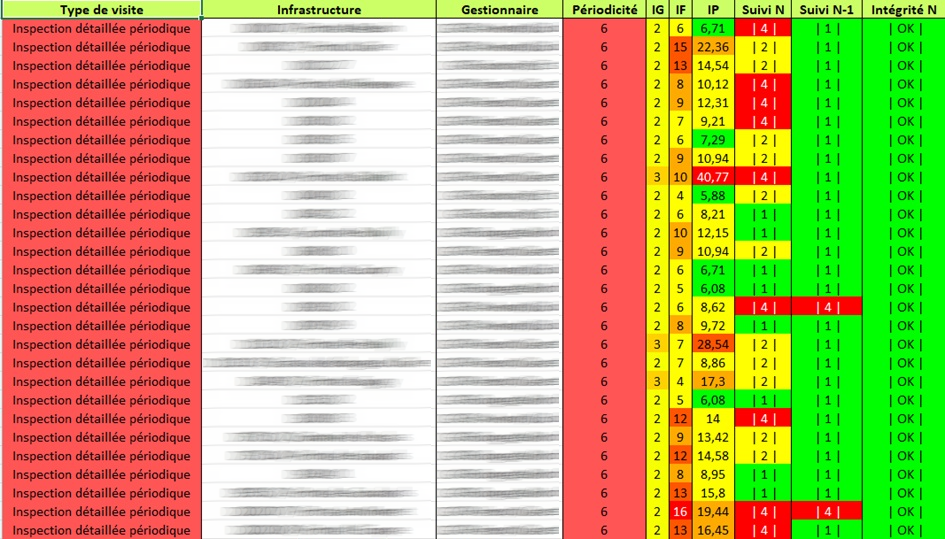 Type de visite Infrastructure Gestionnaire Périodicité IG IF IP Suivi N Suivi N-1 Intégrité N
Inspection détaillée périodique 6 2 6 6,71 | 4 | | 1 | | OK |
Inspection détaillée périodique 6 2 15 22,36 | 2 | | 1 | | OK |
Inspection détaillée périodique 6 2 13 14,54 | 2 | | 1 | | OK |
Inspection détaillée périodique 6 2 8 10,12 | 4 | | 1 | | OK |
Inspection détaillée périodique 6 2 9 12,31 | 4 | | 1 | | OK |
Inspection détaillée périodique 6 2 7 9,21 | 4 | | 1 | | OK |
Inspection détaillée périodique 6 2 6 7,29 | 2 | | 1 | | OK |
Inspection détaillée périodique 6 2 9 10,94 | 2 | | 1 | | OK |
Inspection détaillée périodique 6 3 10 40,77 | 4 | | 1 | | OK |
Inspection détaillée périodique 6 2 4 5,88 | 2 | | 1 | | OK |
Inspection détaillée périodique 6 2 6 8,21 | 1 | | 1 | | OK |
Inspection détaillée périodique 6 2 10 12,15 | 1 | | 1 | | OK |
Inspection détaillée périodique 6 2 9 10,94 | 2 | | 1 | | OK |
Inspection détaillée périodique 6 2 6 6,71 | 1 | | 1 | | OK |
Inspection détaillée périodique 6 2 5 6,08 | 1 | | 1 | | OK |
Inspection détaillée périodique 6 2 6 8,62 | 4 | | 4 | | OK |
Inspection détaillée périodique 6 2 8 9,72 | 1 | | 1 | | OK |
Inspection détaillée périodique 6 3 7 28,54 | 2 | | 1 | | OK |
Inspection détaillée périodique 6 2 7 8,86 | 2 | | 1 | | OK |
Inspection détaillée périodique 6 3 4 17,3 | 2 | | 1 | | OK |
Inspection détaillée périodique 6 2 5 6,08 | 1 | | 1 | | OK |
Inspection détaillée périodique 6 2 12 14 | 4 | | 1 | | OK |
Inspection détaillée périodique 6 2 9 13,42 | 2 | | 1 | | OK |
Inspection détaillée périodique 6 2 12 14,58 | 2 | | 1 | | OK |
Inspection détaillée périodique 6 2 8 8,95 | 1 | | 1 | | OK |
Inspection détaillée périodique 6 2 13 15,8 | 1 | | 1 | | OK |
Inspection détaillée périodique 6 2 16 19,44 | 4 | | 4 | | OK |
Inspection détaillée périodique 6 2 13 16,45 | 4 | | 1 | | OK |